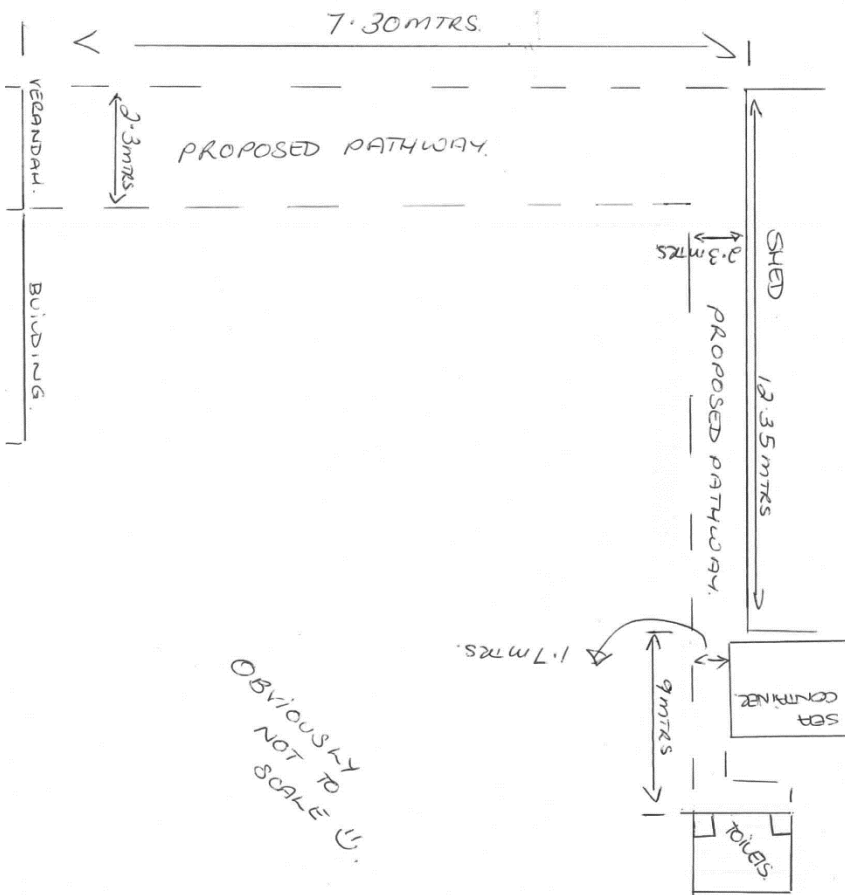 7.30MTRS.
VERANDAH.
2.3MTRS
PROPOSED PATHWAY.
BUILDING.
2.3MTRS
SHED
12.35MTRS
PROPOSED PATHWAY.
1.7MTRS.
9MTRS
SEA
CONTAINER
TOILETS.
OBVIOUSLY
NOT TO
SCALE